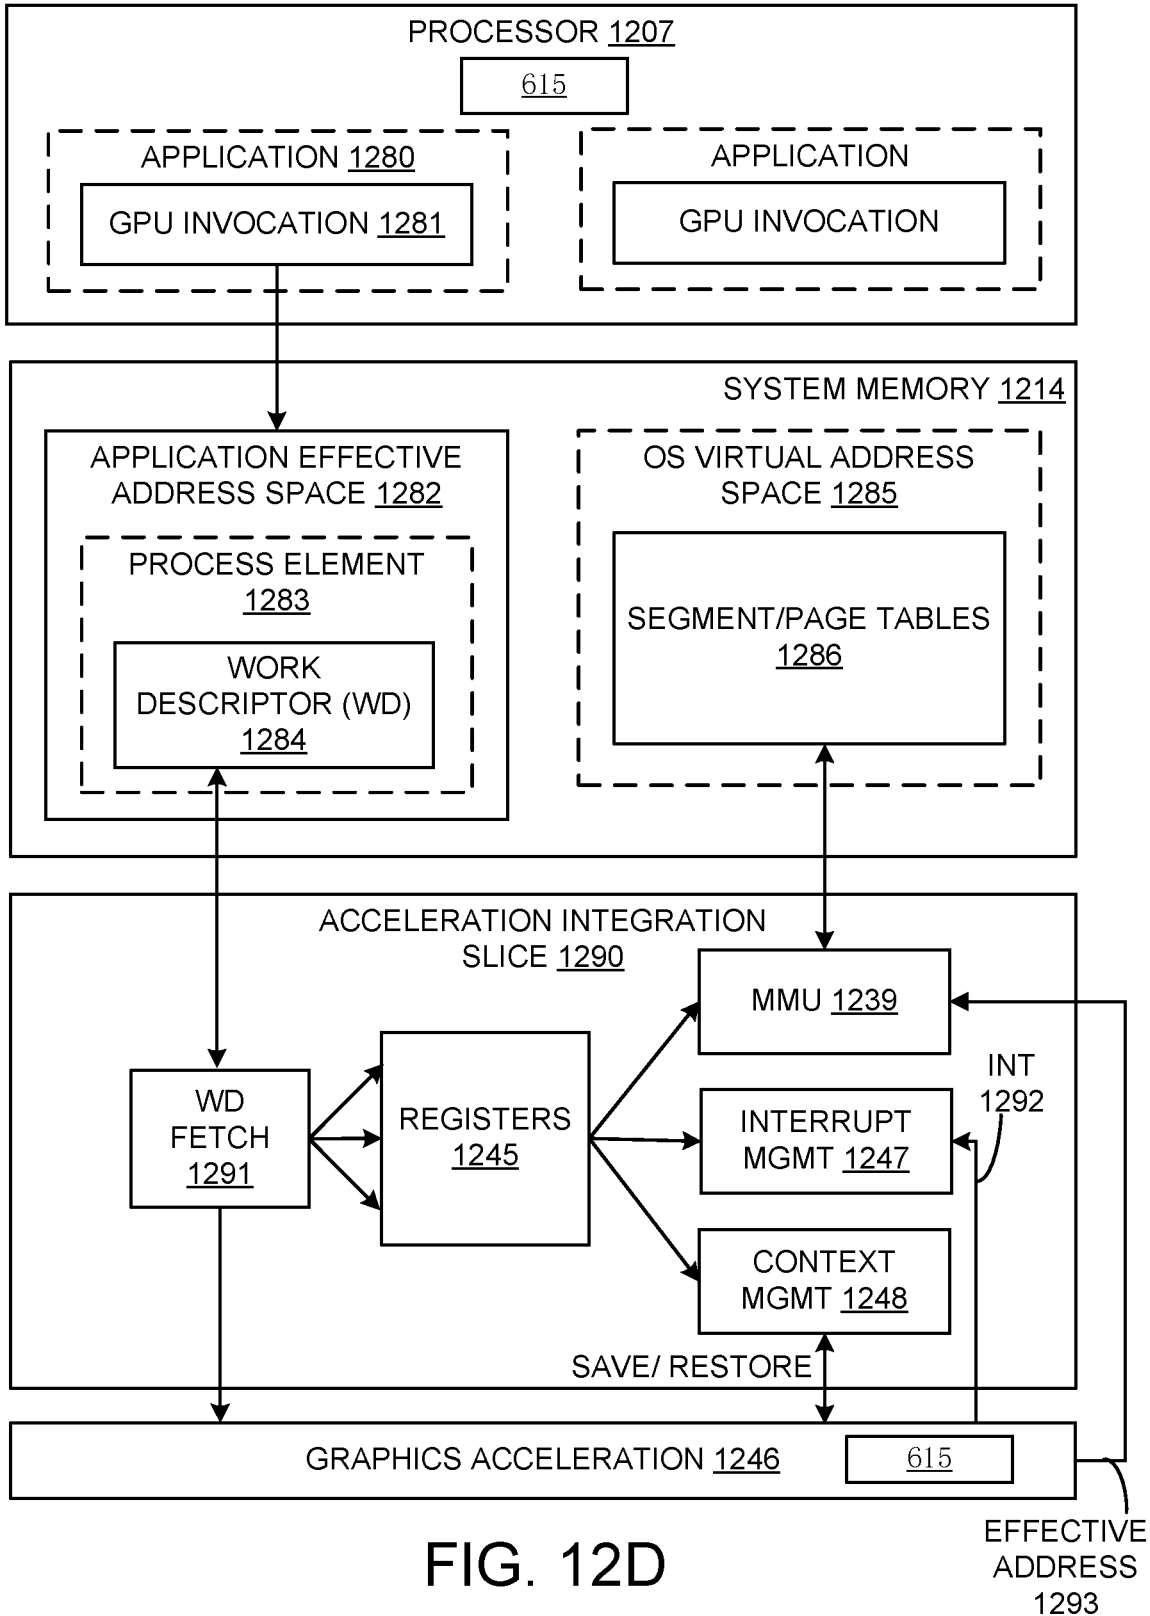 PROCESSOR 1207
615
APPLICATION 1280
GPU INVOCATION 1281
APPLICATION
GPU INVOCATION
SYSTEM MEMORY 1214
APPLICATION EFFECTIVE
ADDRESS SPACE 1282
PROCESS ELEMENT
1283
WORK
DESCRIPTOR (WD)
1284
OS VIRTUAL ADDRESS
SPACE 1285
SEGMENT/PAGE TABLES
1286
ACCELERATION INTEGRATION
SLICE 1290
WD
FETCH
1291
REGISTERS
1245
MMU 1239
INTERRUPT
MGMT 1247
CONTEXT
MGMT 1248
INT
1292
SAVE/ RESTORE
GRAPHICS ACCELERATION 1246
615
EFFECTIVE
ADDRESS
1293
FIG. 12D